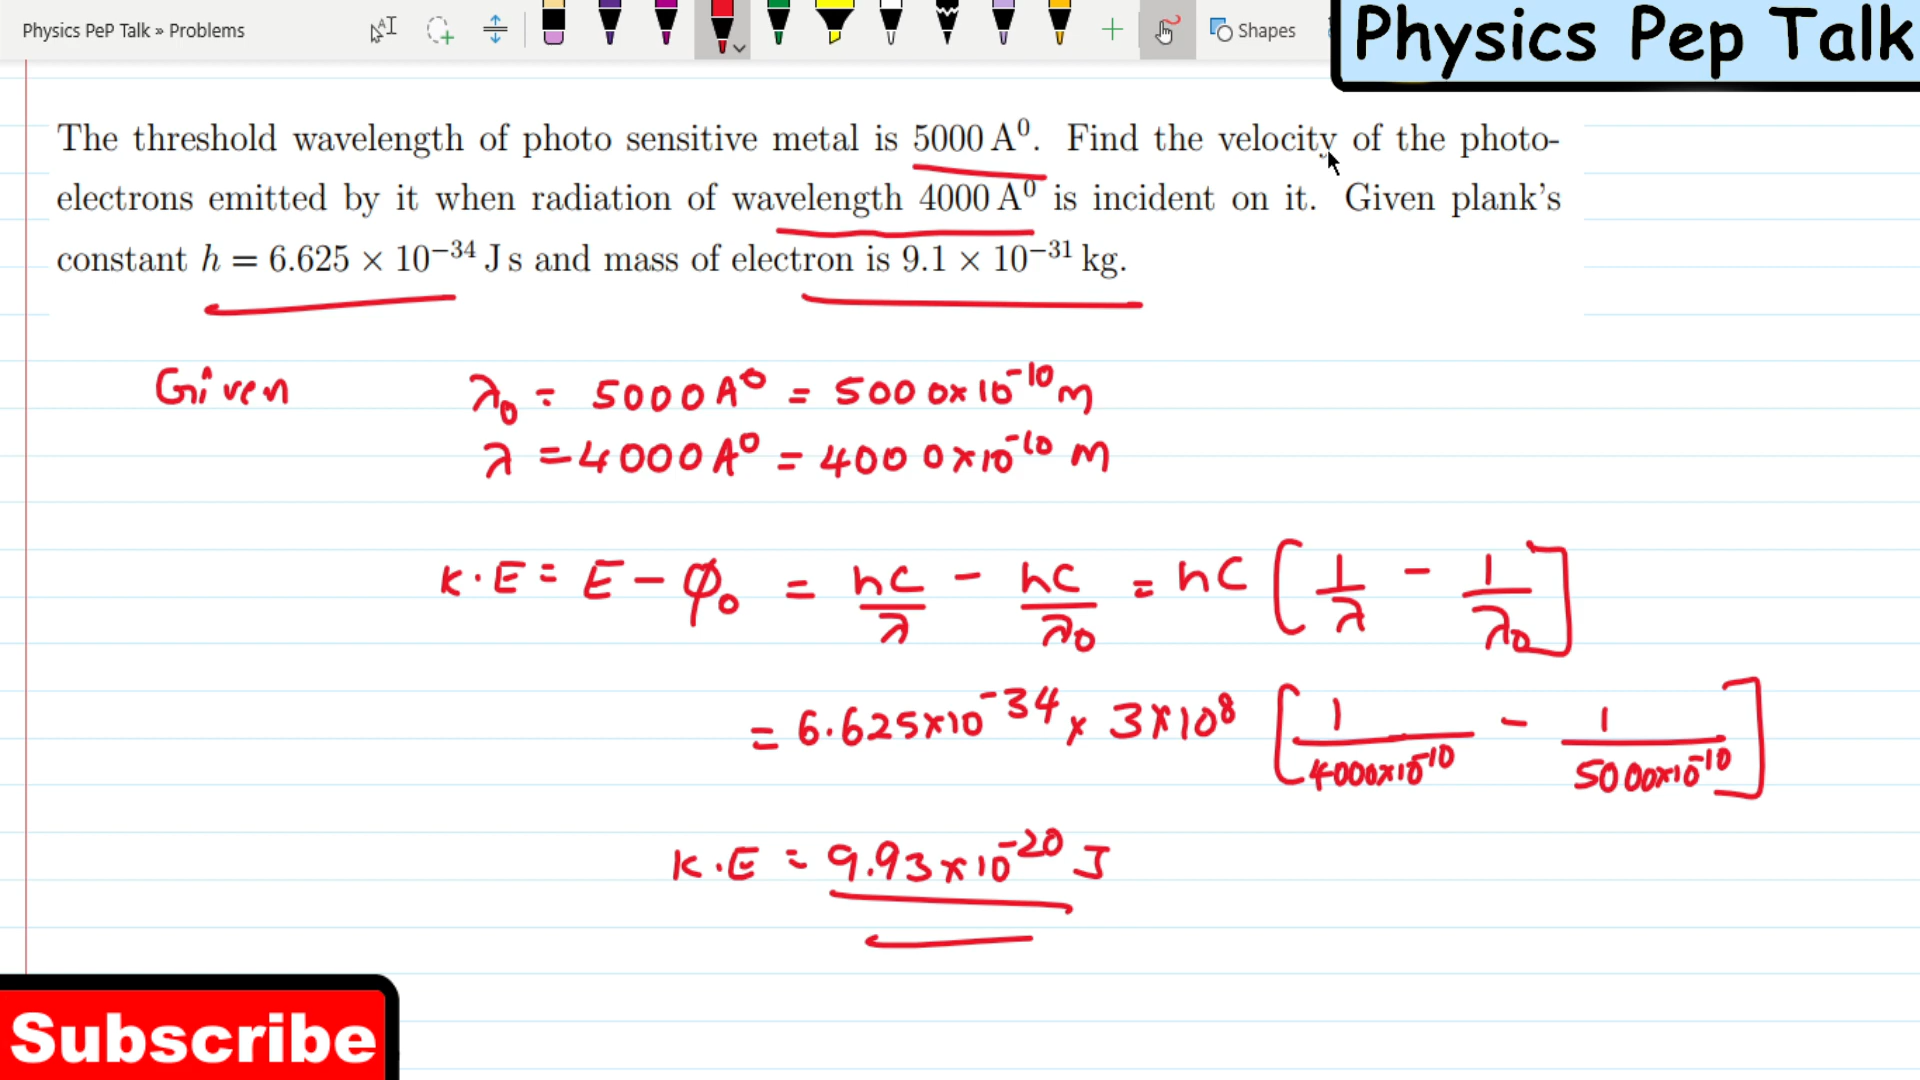 Physics PeP Talk » Problems
Shapes
Physics Pep Talk
The threshold wavelength of photo sensitive metal is 5000 A⁰. Find the velocity of the photo-
electrons emitted by it when radiation of wavelength 4000 A⁰ is incident on it. Given plank's
constant h = 6.625 × 10⁻³⁴ J s and mass of electron is 9.1 × 10⁻³¹ kg.
Given λ₀ = 5000 A⁰ = 5000×10⁻¹⁰ m
λ = 4000 A⁰ = 4000×10⁻¹⁰ m
K.E = E − φ₀ = hC/λ − hC/λ₀ = hC [1/λ − 1/λ₀]
= 6.625×10⁻³⁴ × 3×10⁸ [1/4000×10⁻¹⁰ − 1/5000×10⁻¹⁰]
K.E = 9.93×10⁻²⁰ J
Subscribe